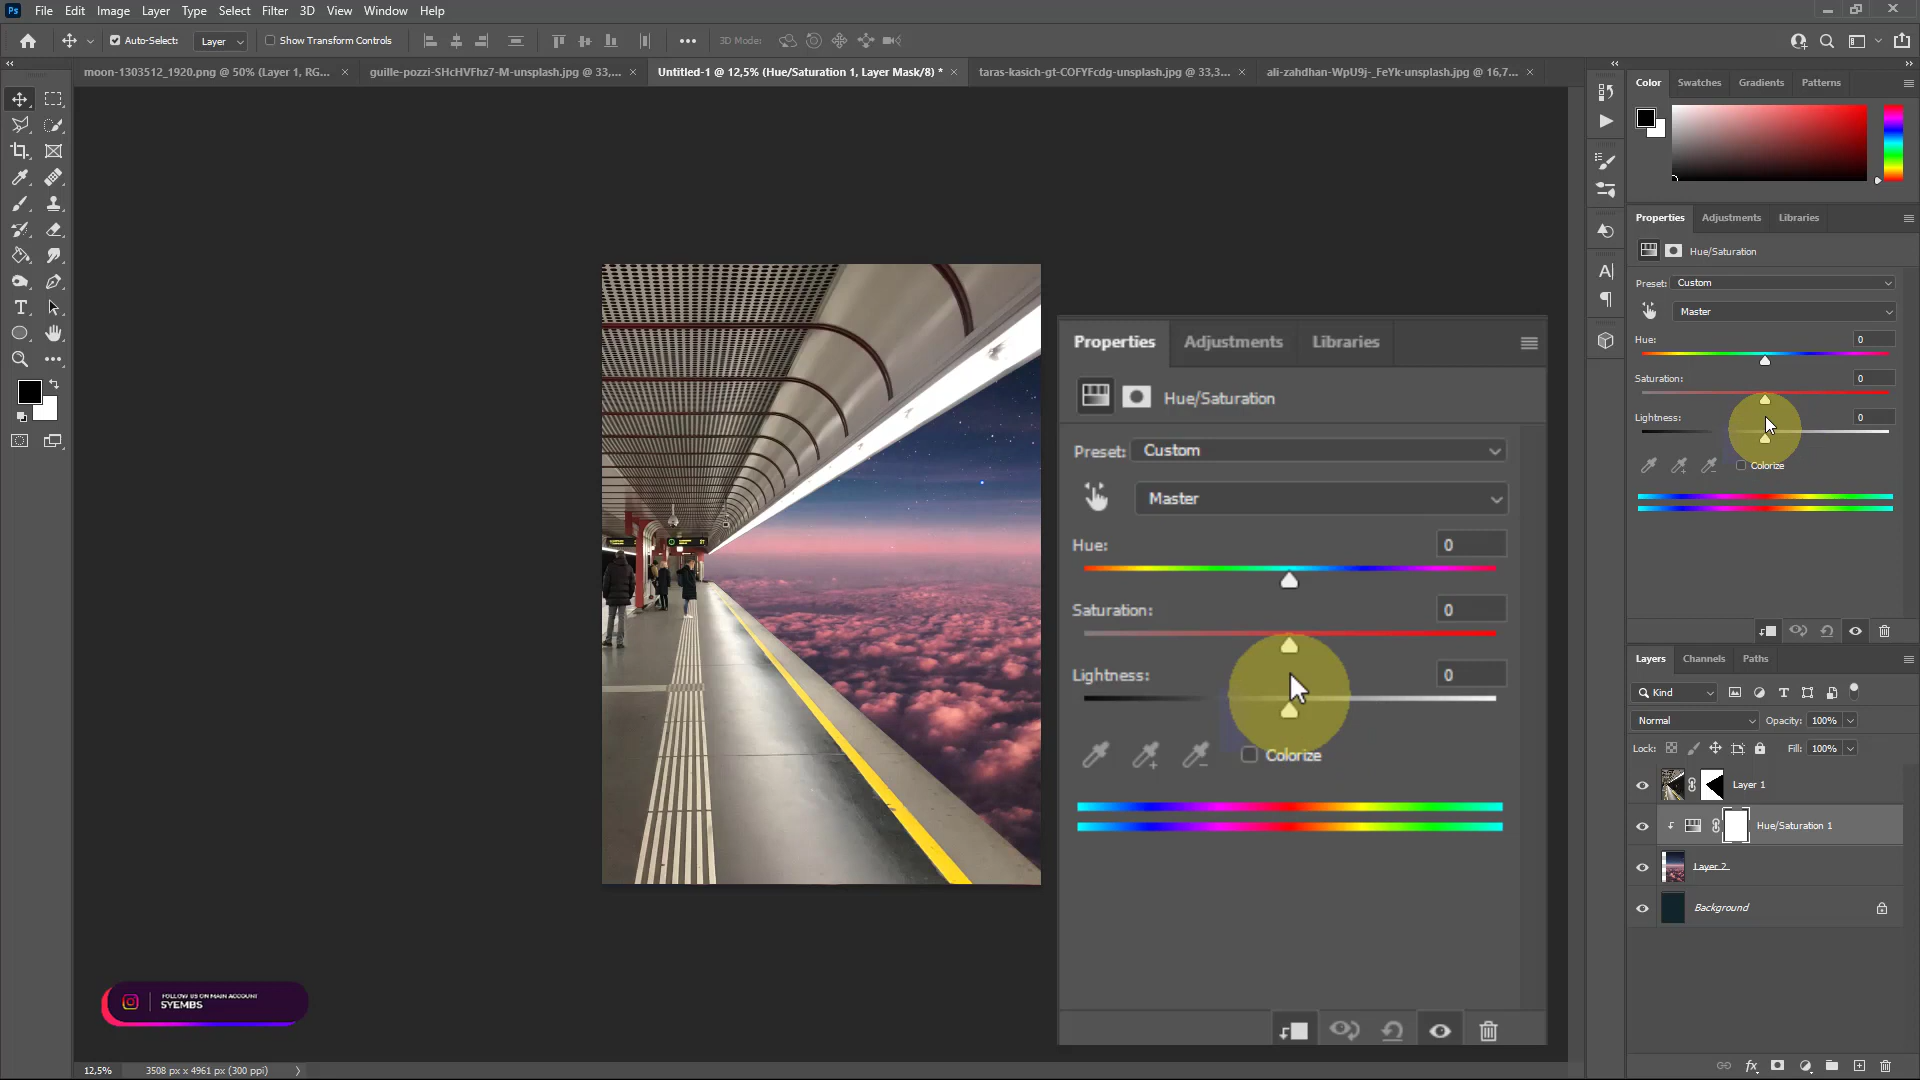 Ps File Edit Image Layer Type Select Filter 3D View Window Help
Auto-Select: Layer Show Transform Controls 3D Mode:
moon-1303512_1920.png @ 50% (Layer 1, RG...
guille-pozzi-SHcHVFhz7-M-unsplash.jpg @ 33,...
Untitled-1 @ 12,5% (Hue/Saturation 1, Layer Mask/8) *
taras-kasich-gt-COFYFcdg-unsplash.jpg @ 33,3...
ali-zahdhan-WpU9j-_FeYk-unsplash.jpg @ 16,7...
Color Swatches Gradients Patterns
Properties Adjustments Libraries
Hue/Saturation
Preset: Custom
Master
Hue: 0
Saturation: 0
Lightness: 0
Colorize
Properties Adjustments Libraries
Hue/Saturation
Preset: Custom
Master
Hue: 0
Saturation: 0
Lightness: 0
Colorize
Layers Channels Paths
Kind
Normal Opacity: 100%
Lock: Fill: 100%
Layer 1
Hue/Saturation 1
Layer 2
Background
FOLLOW US ON MAIN ACCOUNT
SYEMBS
12,5% 3508 px x 4961 px (300 ppi)